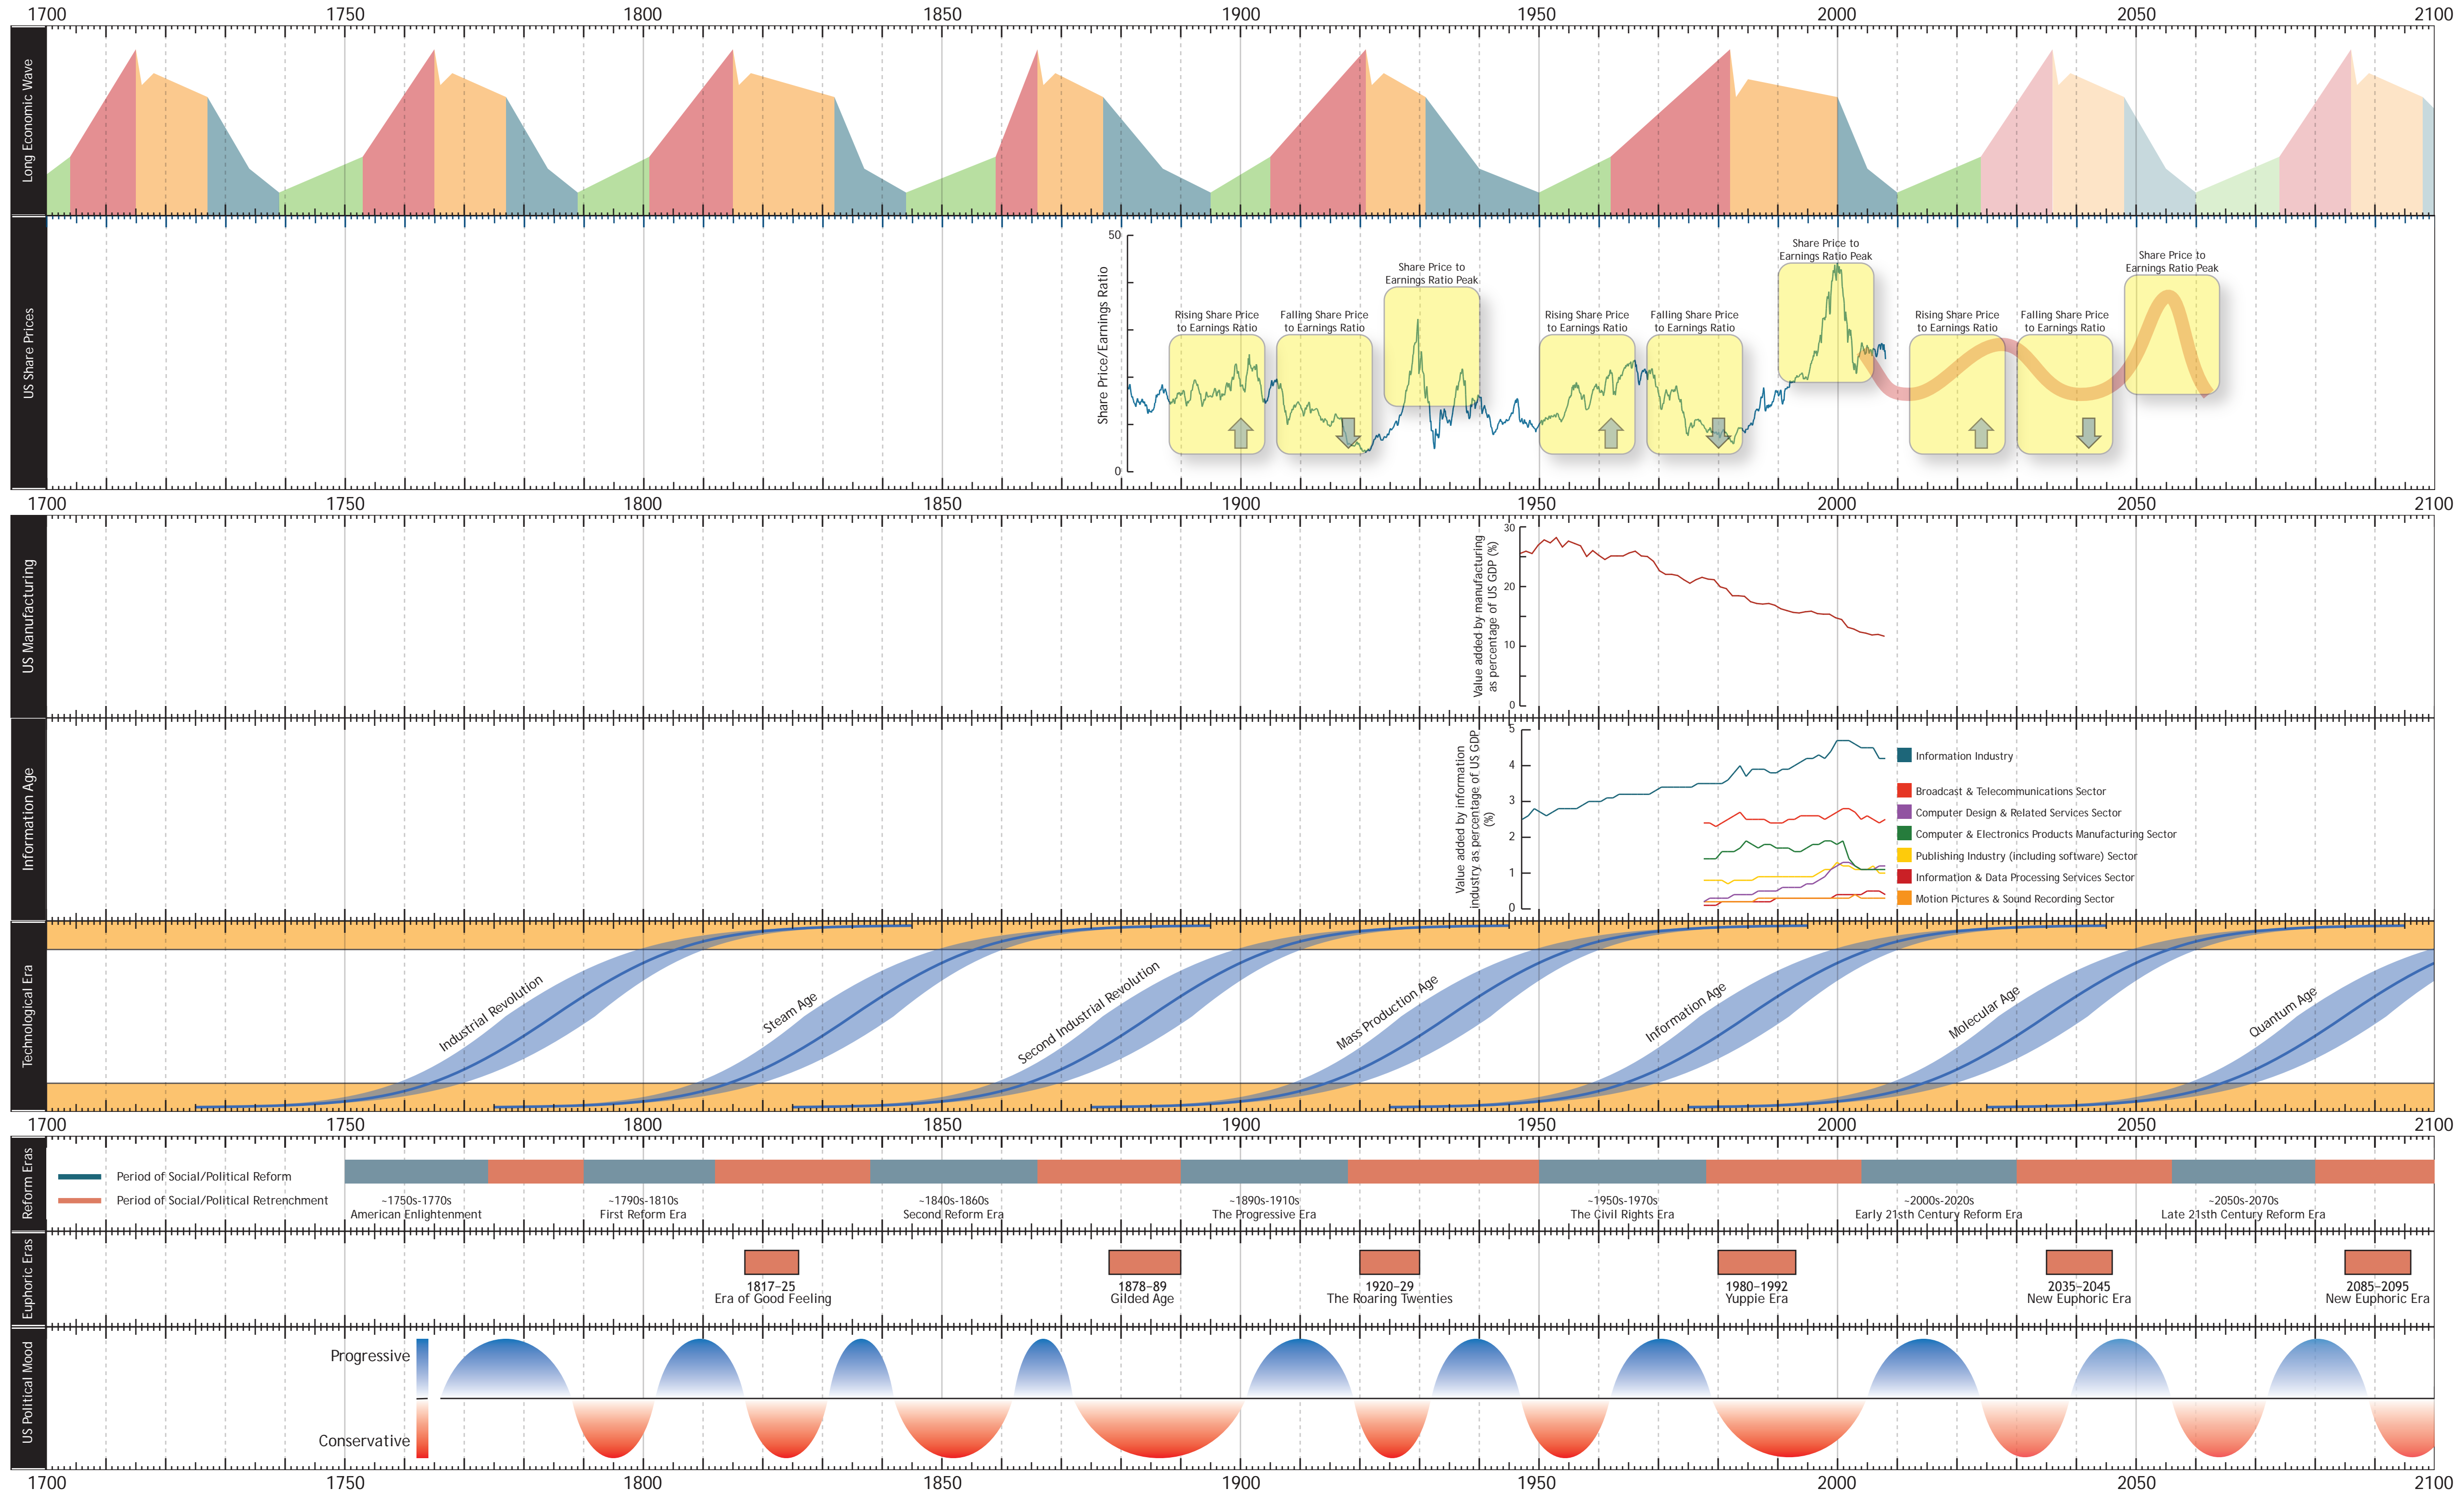 1700 1750 1800 1850 1900 1950 2000 2050 2100
Long Economic Wave
US Share Prices
Share Price/Earnings Ratio
50
0
Rising Share Price
to Earnings Ratio
Falling Share Price
to Earnings Ratio
Share Price to
Earnings Ratio Peak
Rising Share Price
to Earnings Ratio
Falling Share Price
to Earnings Ratio
Share Price to
Earnings Ratio Peak
Rising Share Price
to Earnings Ratio
Falling Share Price
to Earnings Ratio
Share Price to
Earnings Ratio Peak
1700 1750 1800 1850 1900 1950 2000 2050 2100
US Manufacturing
Value added by manufacturing
as percentage of US GDP (%)
30
20
10
0
Information Age
Value added by information
industry as percentage of US GDP
(%)
5
4
3
2
1
0
Information Industry
Broadcast & Telecommunications Sector
Computer Design & Related Services Sector
Computer & Electronics Products Manufacturing Sector
Publishing Industry (including software) Sector
Information & Data Processing Services Sector
Motion Pictures & Sound Recording Sector
Technological Era
Industrial Revolution
Steam Age
Second Industrial Revolution
Mass Production Age
Information Age
Molecular Age
Quantum Age
1700 1750 1800 1850 1900 1950 2000 2050 2100
Reform Eras
Period of Social/Political Reform
Period of Social/Political Retrenchment
~1750s-1770s
American Enlightenment
~1790s-1810s
First Reform Era
~1840s-1860s
Second Reform Era
~1890s-1910s
The Progressive Era
~1950s-1970s
The Civil Rights Era
~2000s-2020s
Early 21sth Century Reform Era
~2050s-2070s
Late 21sth Century Reform Era
Euphoric Eras
1817–25
Era of Good Feeling
1878–89
Gilded Age
1920–29
The Roaring Twenties
1980–1992
Yuppie Era
2035–2045
New Euphoric Era
2085–2095
New Euphoric Era
US Political Mood
Progressive
Conservative
1700 1750 1800 1850 1900 1950 2000 2050 2100